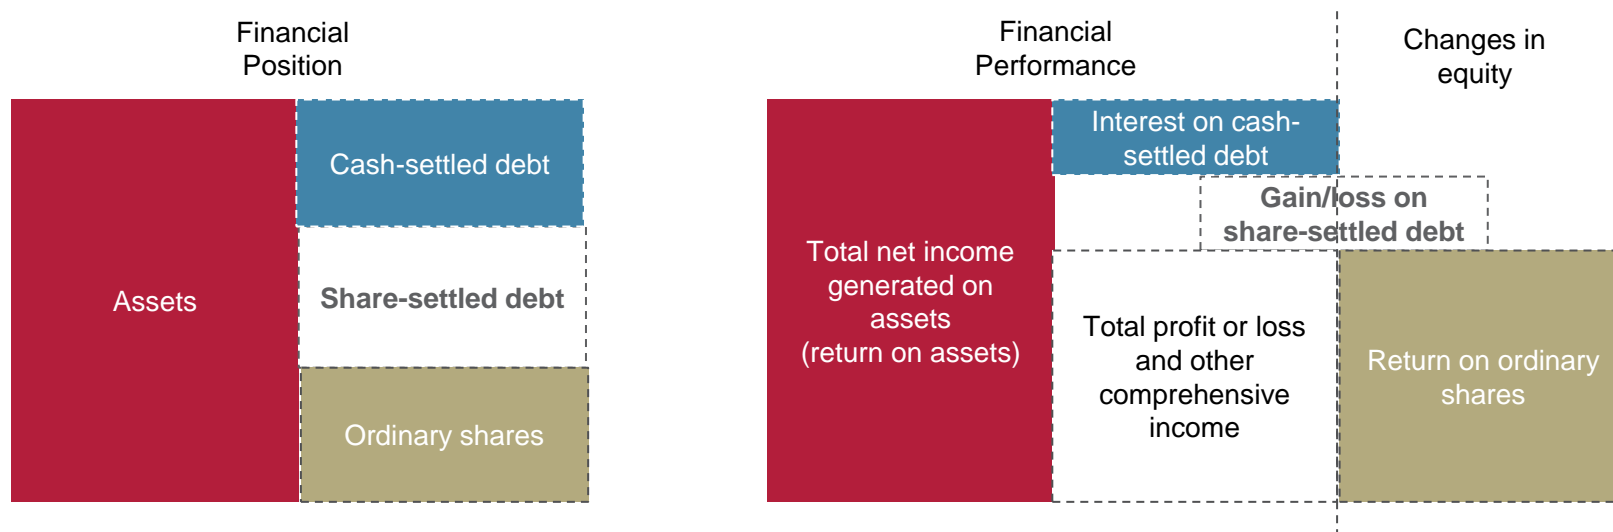 Financial
Position
Assets
Cash-settled debt
Share-settled debt
Ordinary shares
Financial
Performance
Changes in
equity
Total net income
generated on
assets
(return on assets)
Interest on cash-
settled debt
Gain/loss on
share-settled debt
Total profit or loss
and other
comprehensive
income
Return on ordinary
shares